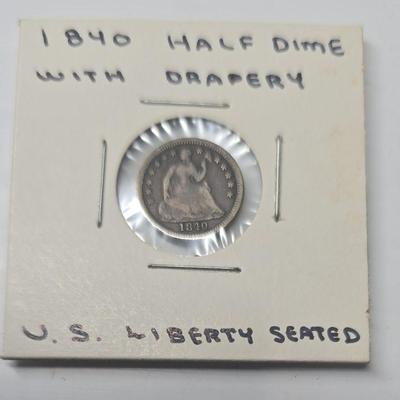 1840 HALF DIME
WITH DRAPERY
1840
U.S. LIBERTY SEATED